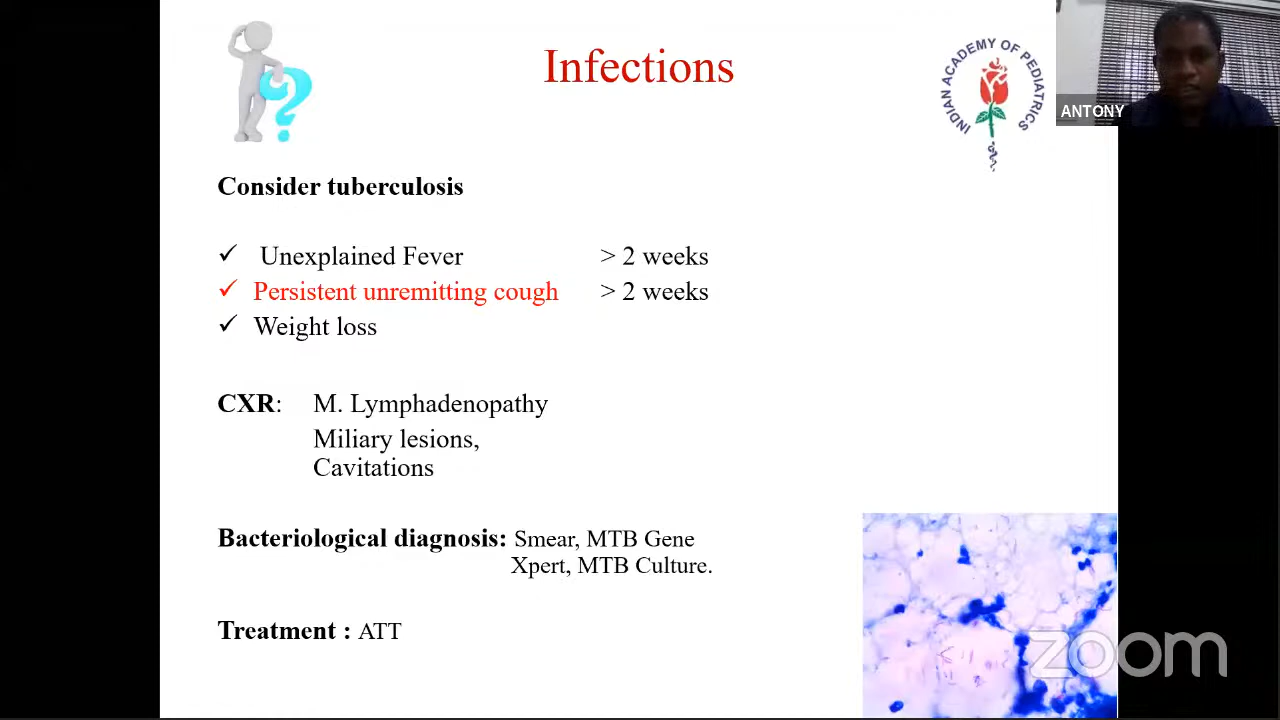 Infections
INDIAN ACADEMY OF PEDIATRICS
ANTONY
Consider tuberculosis
✓ Unexplained Fever > 2 weeks
✓ Persistent unremitting cough > 2 weeks
✓ Weight loss
CXR: M. Lymphadenopathy
Miliary lesions,
Cavitations
Bacteriological diagnosis: Smear, MTB Gene
Xpert, MTB Culture.
Treatment : ATT
zoom